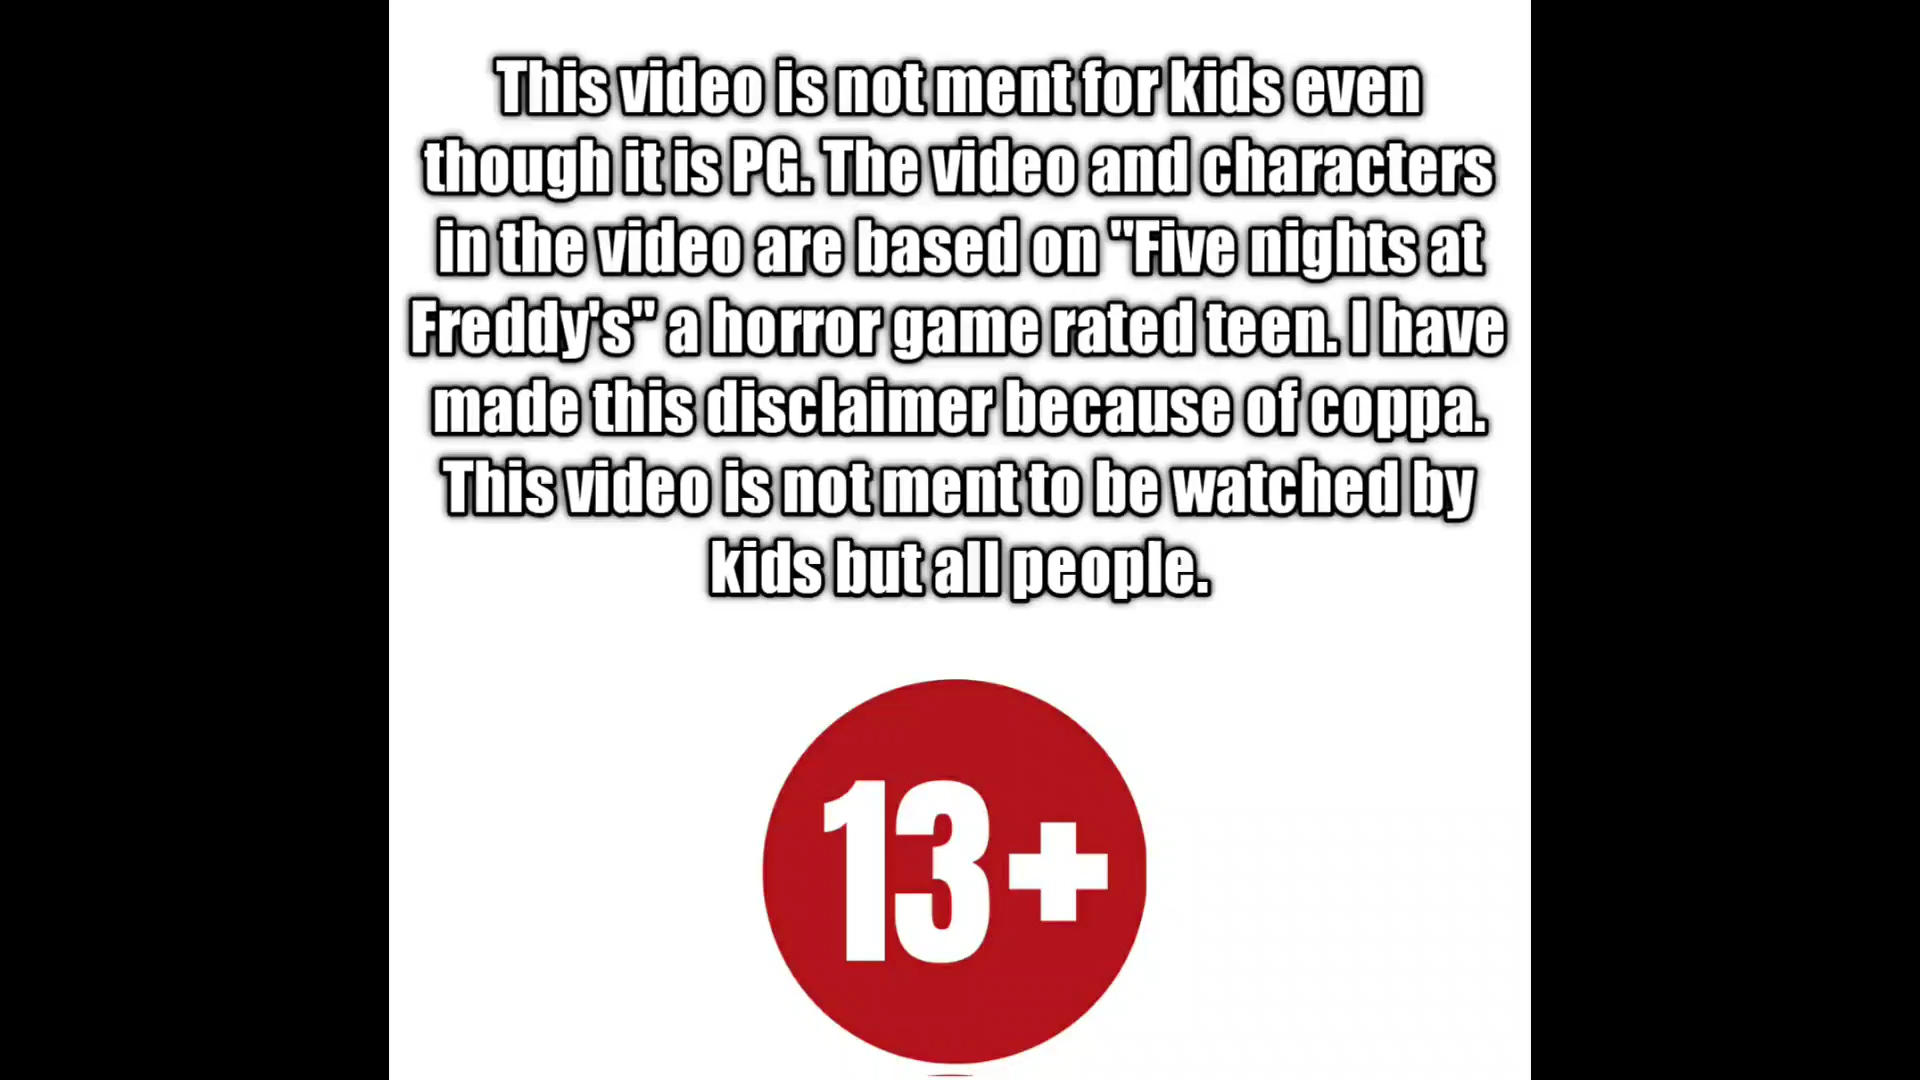 This video is not ment for kids even
though it is PG. The video and characters
in the video are based on "Five nights at
Freddy's" a horror game rated teen. I have
made this disclaimer because of coppa.
This video is not ment to be watched by
kids but all people.
13+